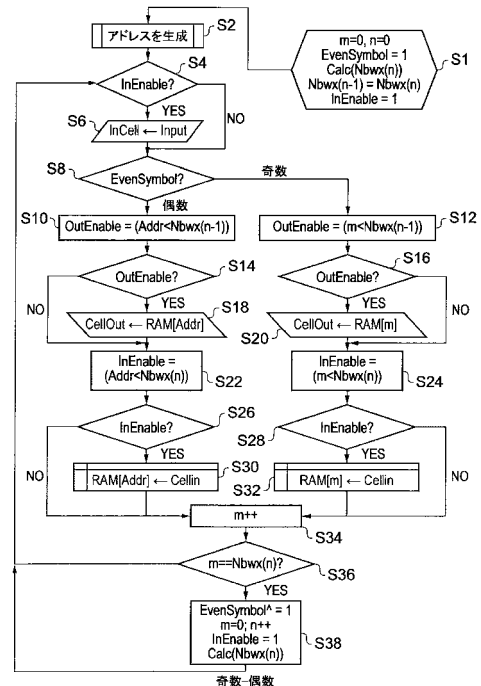 アドレスを生成
S2
m=0, n=0
EvenSymbol = 1
Calc(Nbwx(n))
Nbwx(n-1) = Nbwx(n)
InEnable = 1
S1
InEnable?
S4
YES
NO
S6
InCell ← Input
S8
EvenSymbol?
奇数
偶数
S10
OutEnable = (Addr<Nbwx(n-1))
OutEnable = (m<Nbwx(n-1))
S12
OutEnable?
S14
OutEnable?
S16
NO
YES
YES
NO
CellOut ← RAM[Addr]
S18
CellOut ← RAM[m]
S20
InEnable =
(Addr<Nbwx(n))
S22
InEnable =
(m<Nbwx(n))
S24
InEnable?
S26
InEnable?
S28
NO
YES
YES
NO
RAM[Addr] ← Cellin
S30
RAM[m] ← Cellin
S32
m++
S34
m==Nbwx(n)?
S36
YES
EvenSymbol^ = 1
m=0; n++
InEnable = 1
Calc(Nbwx(n))
S38
奇数-偶数